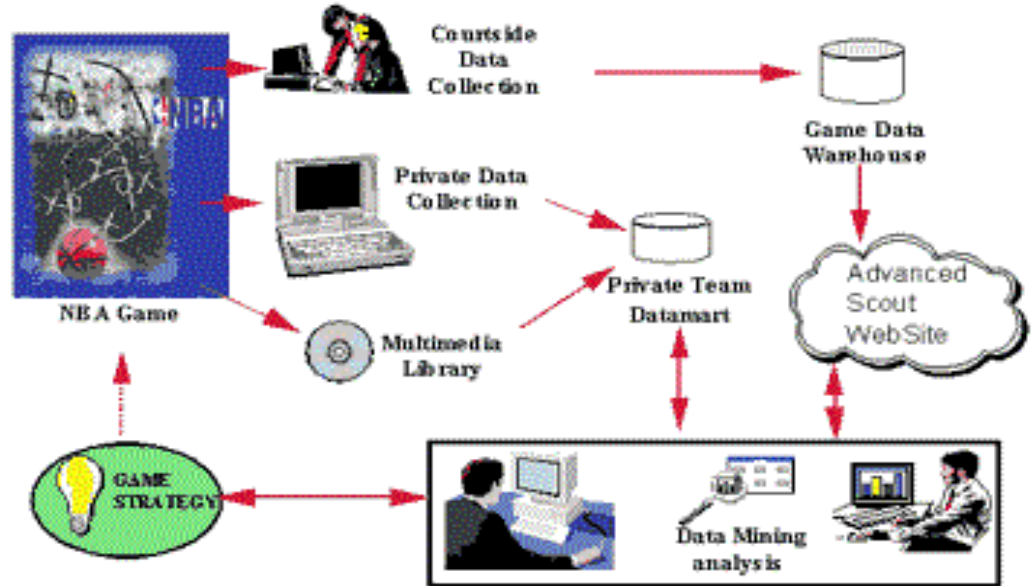 Courtside
Data
Collection
NBA
Game Data
Warehouse
Private Data
Collection
Private Team
Datamart
Advanced
Scout
WebSite
NBA Game
Multimedia
Library
GAME
STRATEGY
Data Mining
analysis